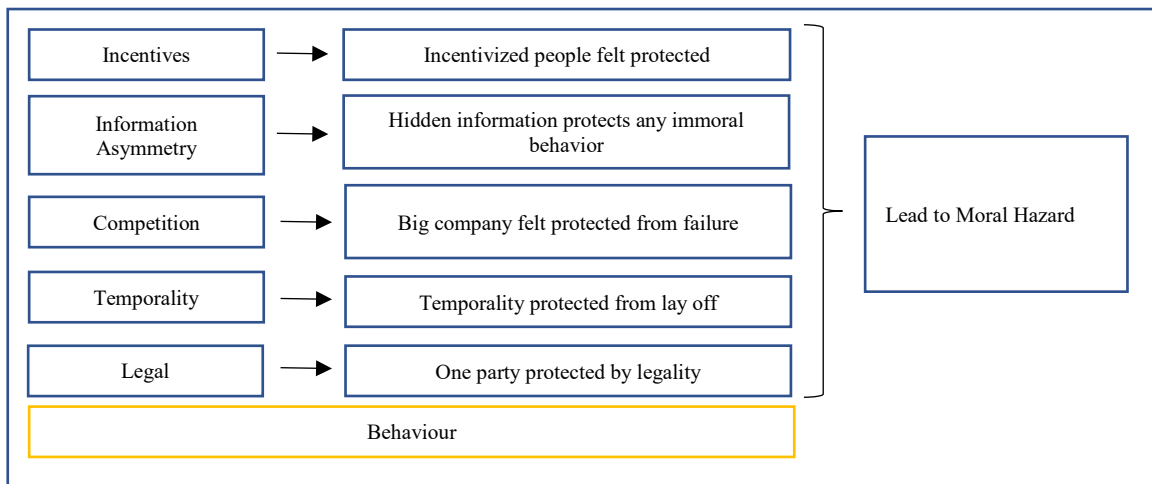 Incentives
Incentivized people felt protected
Information
Asymmetry
Hidden information protects any immoral
behavior
Competition
Big company felt protected from failure
Temporality
Temporality protected from lay off
Legal
One party protected by legality
Behaviour
Lead to Moral Hazard